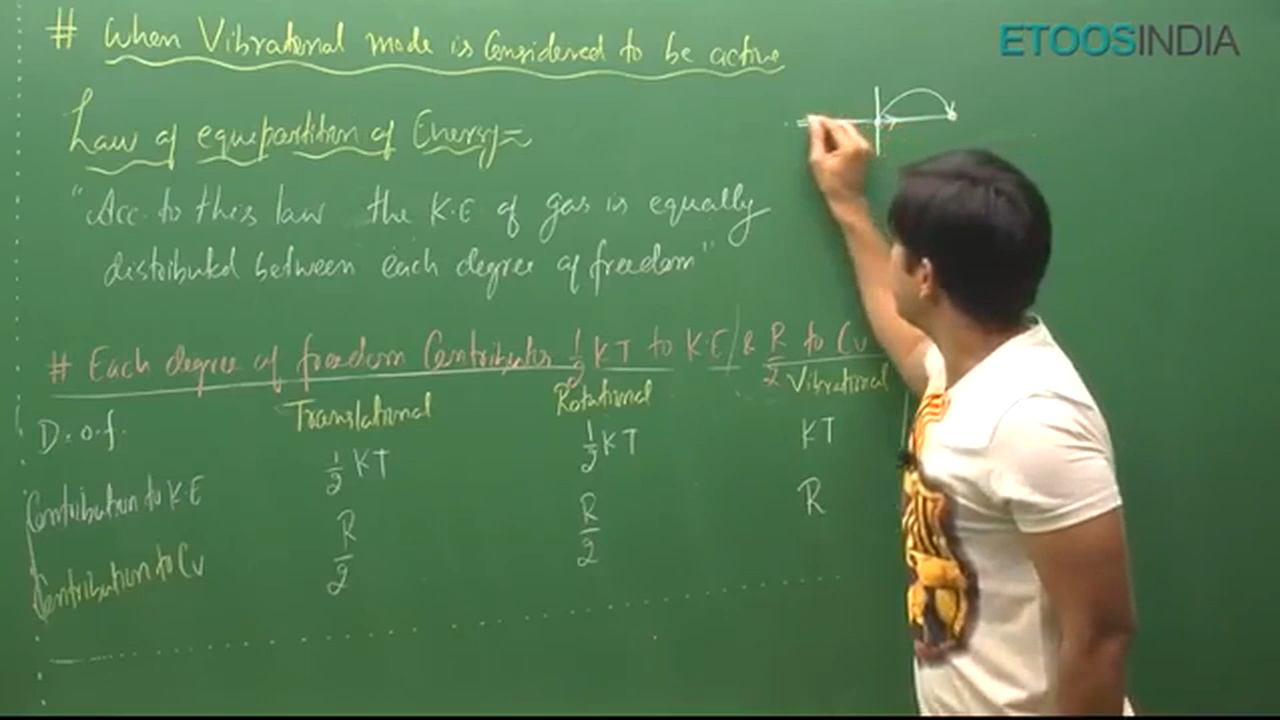 ETOOSINDIA
# When Vibrational mode is Considered to be active
Law of equipartition of Energy-
"Acc. to this law the K.E of gas is equally
distributed between each degree of freedom"
# Each degree of freedom Contributes 1/2 KT to K.E / & R/2 to Cv
D.o.f. Translational Rotational Vibrational
Contribution to K.E 1/2 KT 1/2 KT KT
Contribution to Cv R/2 R/2 R